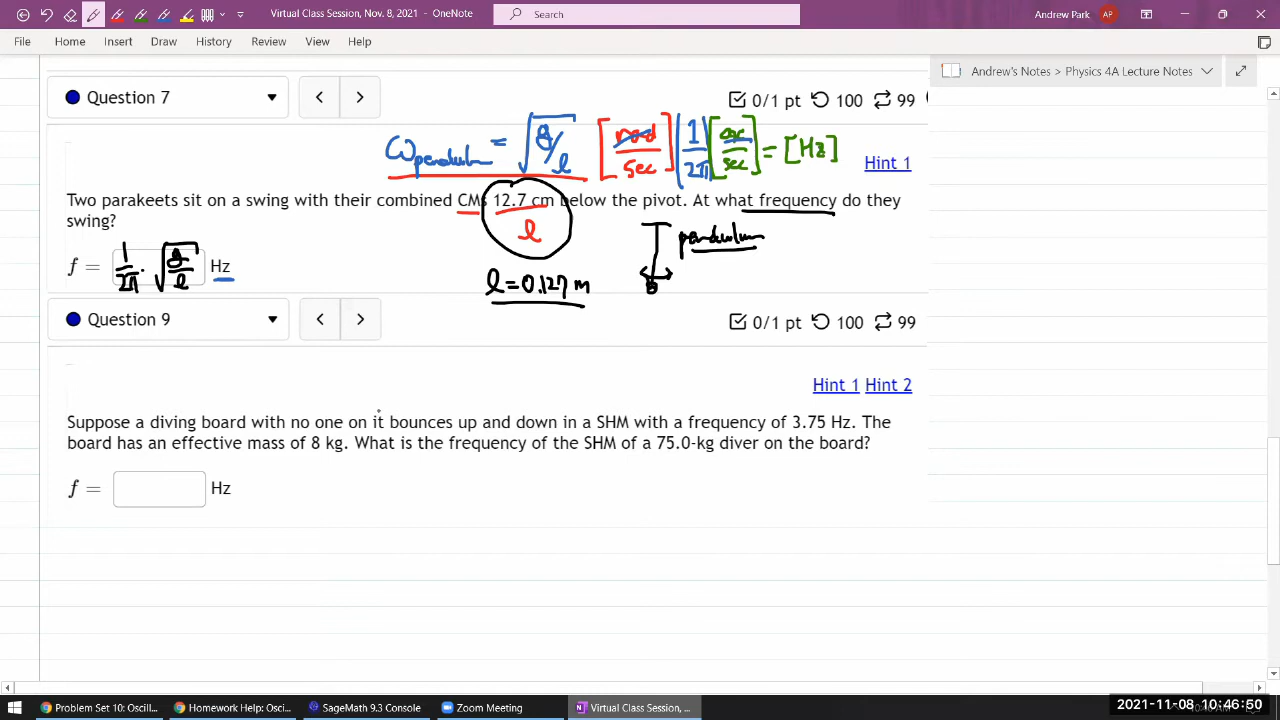 Virtual Class Session, Nov. 8, 2021 - OneNote
Search
Andrew Park AP
File Home Insert Draw History Review View Help
Andrew's Notes > Physics 4A Lecture Notes
Question 7
0/1 pt 100 99
ω pendulum = √g/l [rad/sec] (1/2π) [osc/sec] = [Hz]
Hint 1
Two parakeets sit on a swing with their combined CMs 12.7 cm below the pivot. At what frequency do they
swing?
l
pendulum
f = 1/2π · √g/l Hz
l = 0.127 m
Question 9
0/1 pt 100 99
Hint 1 Hint 2
Suppose a diving board with no one on it bounces up and down in a SHM with a frequency of 3.75 Hz. The
board has an effective mass of 8 kg. What is the frequency of the SHM of a 75.0-kg diver on the board?
f = Hz
Problem Set 10: Oscill... Homework Help: Osci... SageMath 9.3 Console Zoom Meeting Virtual Class Session, ...
2021-11-08 10:46:50